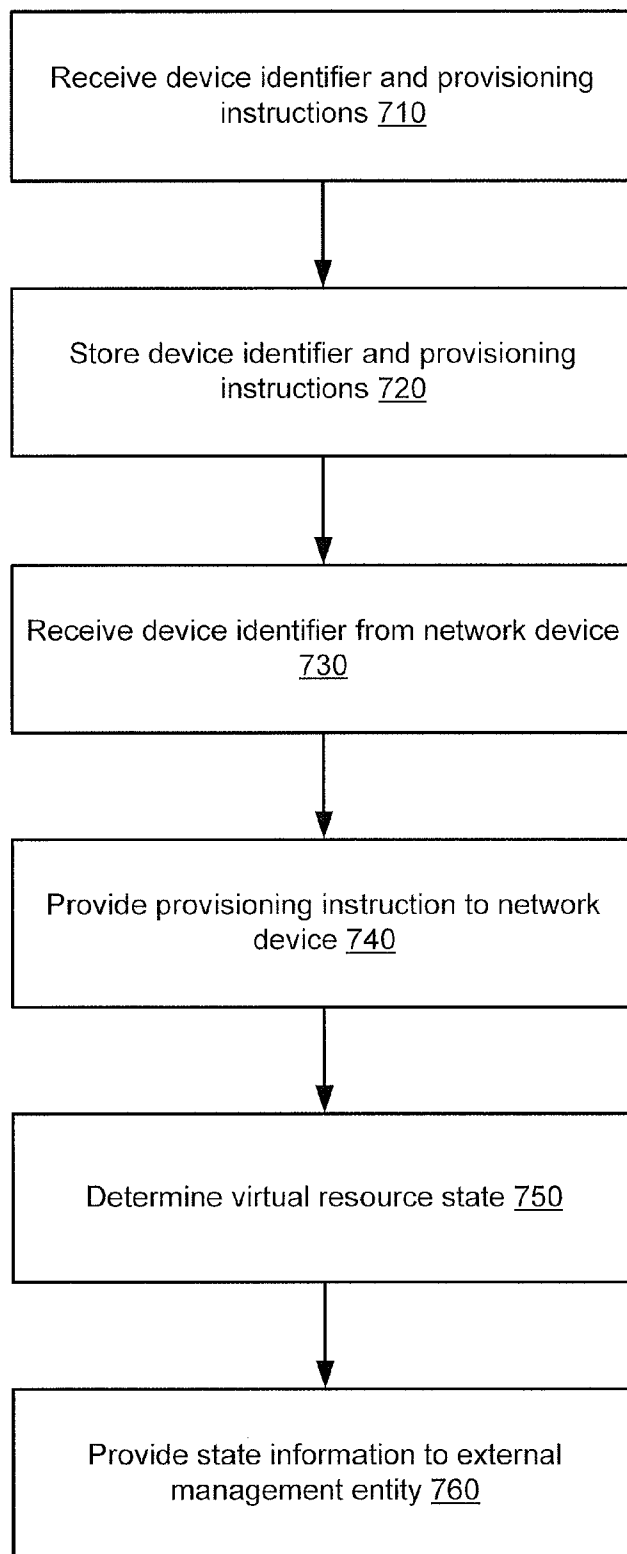 Receive device identifier and provisioning
instructions 710
Store device identifier and provisioning
instructions 720
Receive device identifier from network device
730
Provide provisioning instruction to network
device 740
Determine virtual resource state 750
Provide state information to external
management entity 760